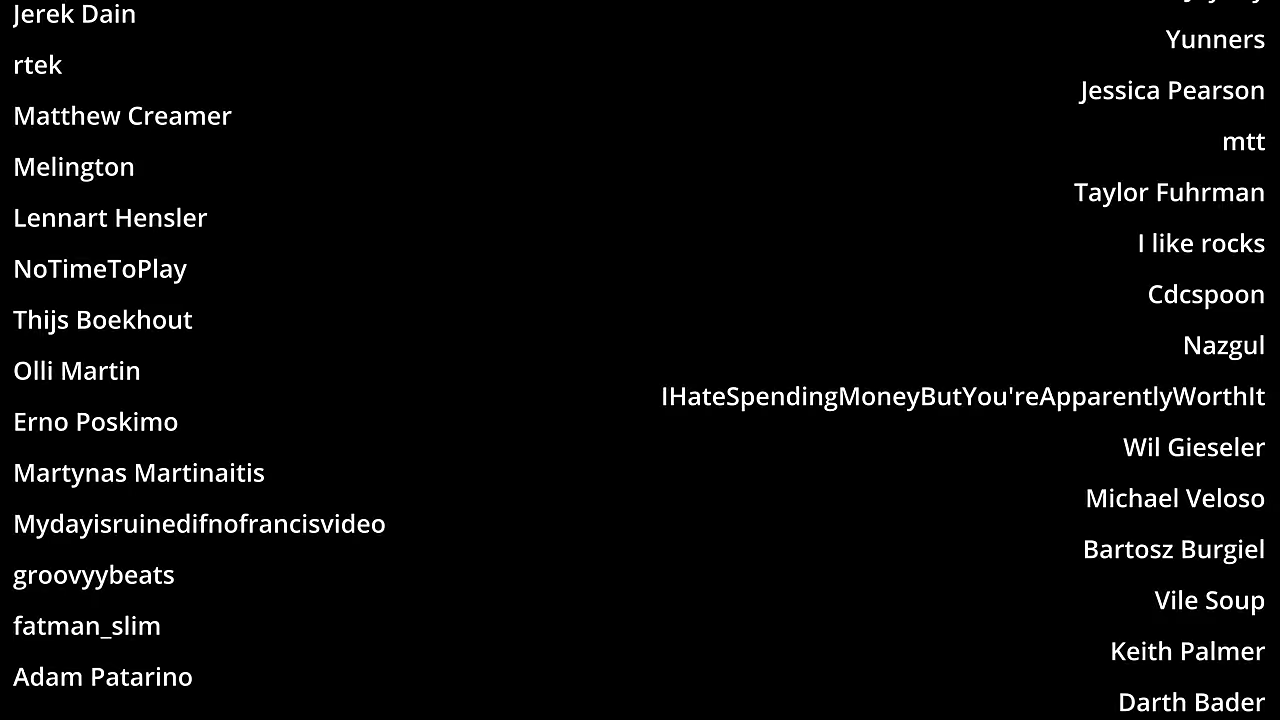 Jerek Dain
rtek
Matthew Creamer
Melington
Lennart Hensler
NoTimeToPlay
Thijs Boekhout
Olli Martin
Erno Poskimo
Martynas Martinaitis
Mydayisruinedifnofrancisvideo
groovyybeats
fatman_slim
Adam Patarino
Yunners
Jessica Pearson
mtt
Taylor Fuhrman
I like rocks
Cdcspoon
Nazgul
IHateSpendingMoneyButYou'reApparentlyWorthIt
Wil Gieseler
Michael Veloso
Bartosz Burgiel
Vile Soup
Keith Palmer
Darth Bader